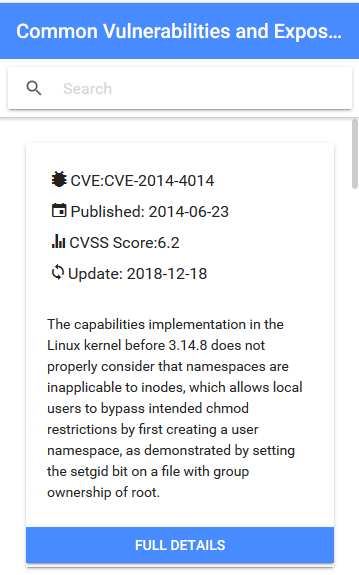 Common Vulnerabilities and Expos...
Search
CVE:CVE-2014-4014
Published: 2014-06-23
CVSS Score:6.2
Update: 2018-12-18
The capabilities implementation in the
Linux kernel before 3.14.8 does not
properly consider that namespaces are
inapplicable to inodes, which allows local
users to bypass intended chmod
restrictions by first creating a user
namespace, as demonstrated by setting
the setgid bit on a file with group
ownership of root.
FULL DETAILS